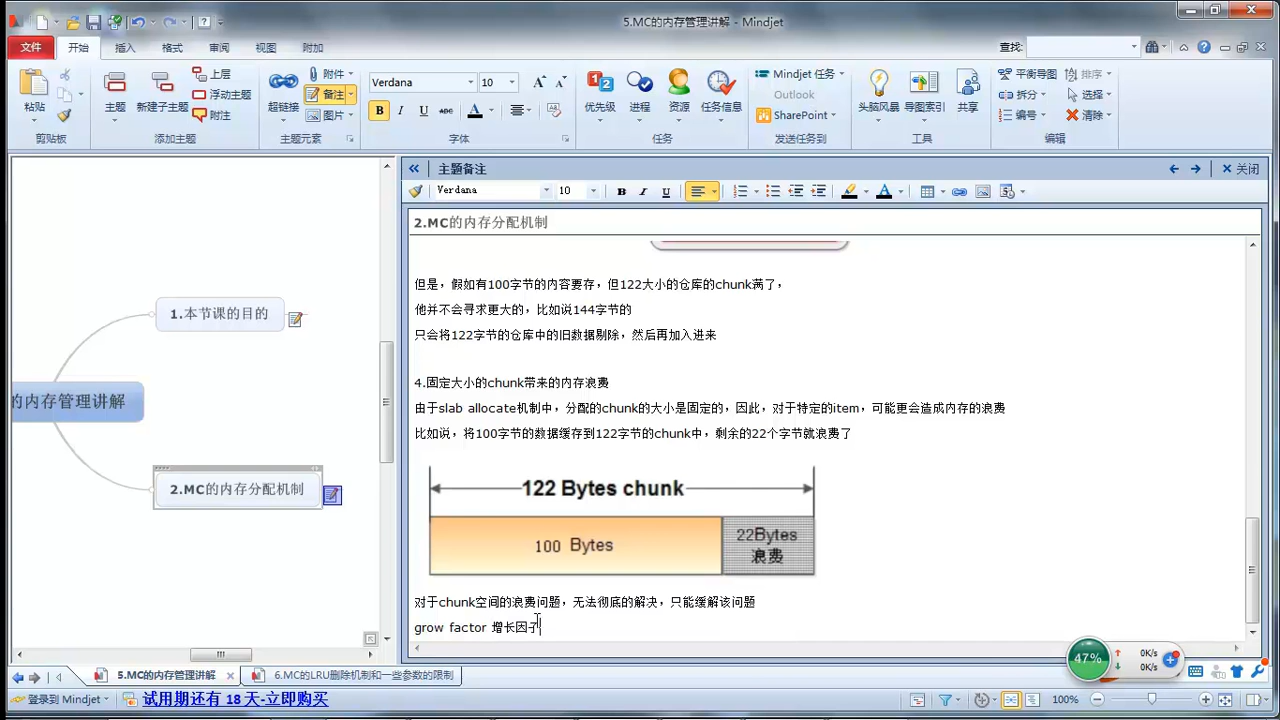 5.MC的内存管理讲解 - Mindjet
文件 开始 插入 格式 审阅 视图 附加 查找:
粘贴 主题 新建子主题 上层 浮动主题 附注 超链接 附件 备注 图片 Verdana 10 优先级 进程 资源 任务信息 Mindjet 任务 Outlook SharePoint 头脑风暴 导图索引 共享 平衡导图 拆分 编号 排序 选择 清除
剪贴板 添加主题 主题元素 字体 任务 发送任务到 工具 编辑
主题备注 关闭
Verdana 10
2.MC的内存分配机制
但是，假如有100字节的内容要存，但122大小的仓库的chunk满了，
他并不会寻求更大的，比如说144字节的
只会将122字节的仓库中的旧数据剔除，然后再加入进来
4.固定大小的chunk带来的内存浪费
由于slab allocate机制中，分配的chunk的大小是固定的，因此，对于特定的item，可能更会造成内存的浪费
比如说，将100字节的数据缓存到122字节的chunk中，剩余的22个字节就浪费了
122 Bytes chunk
100 Bytes
22Bytes
浪费
对于chunk空间的浪费问题，无法彻底的解决，只能缓解该问题
grow factor 增长因子
1.本节课的目的
的内存管理讲解
2.MC的内存分配机制
47% 0K/s
0K/s
5.MC的内存管理讲解 6.MC的LRU删除机制和一些参数的限制
登录到 Mindjet 试用期还有 18 天-立即购买 100%